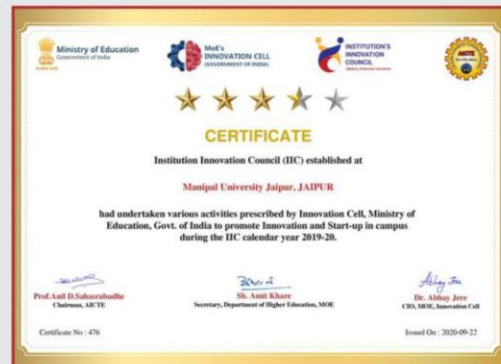 Ministry of Education
Government of India
MoE's
INNOVATION CELL
(GOVERNMENT OF INDIA)
INSTITUTION'S
INNOVATION
COUNCIL
AICTE
CERTIFICATE
Institution Innovation Council (IIC) established at
Manipal University Jaipur, JAIPUR
had undertaken various activities prescribed by Innovation Cell, Ministry of
Education, Govt. of India to promote Innovation and Start-up in campus
during the IIC calendar year 2019-20.
Prof.Anil D.Sahasrabudhe
Chairman, AICTE
Sh. Amit Khare
Secretary, Department of Higher Education, MOE
Abhay Jere
Dr. Abhay Jere
CIO, MOE, Innovation Cell
Certificate No : 476
Issued On : 2020-09-22